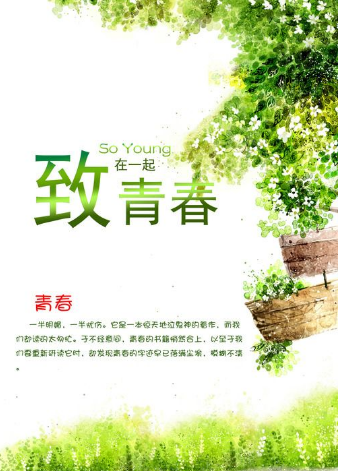 So Young
在一起
致青春
青春
一半明媚，一半忧伤。它是一本惊天地泣鬼神的著作，而我
们却读的太匆忙。于不经意间，青春的书籍悄然合上，以至于我
们要重新研读它时，却发现青春的字迹早已落满尘埃，模糊不清
。